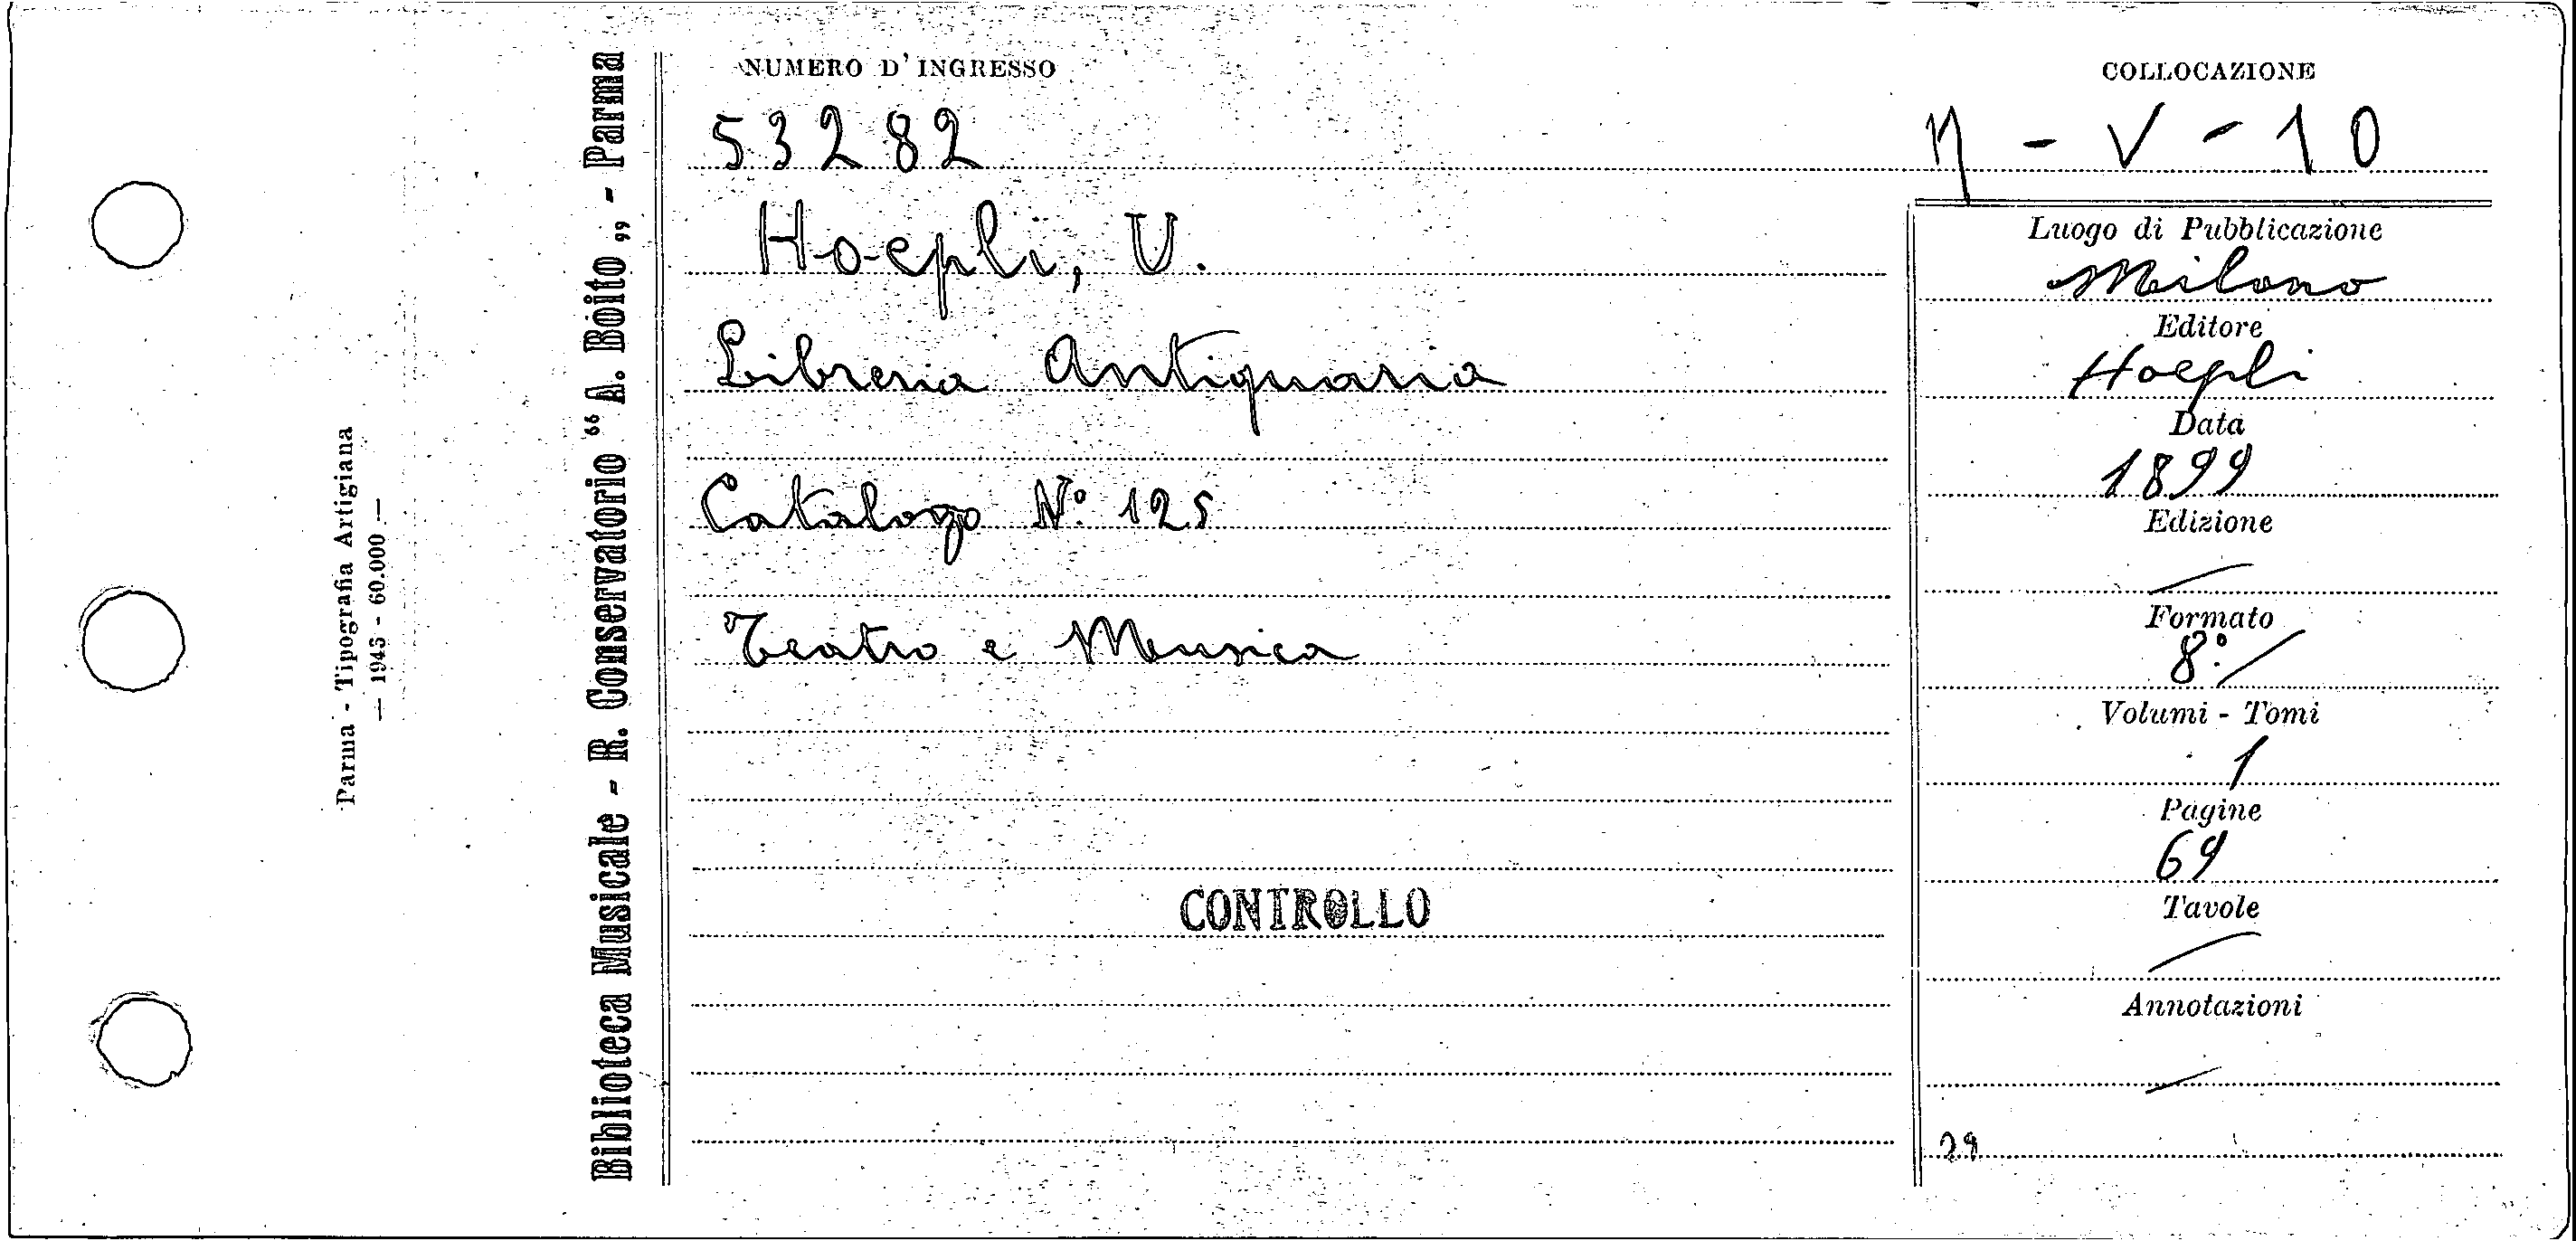 NUMERO D'INGRESSO
53282
COLLOCAZIONE
η - V - 10
Hoepli, U.
Libreria Antiquaria
Catalogo N° 125
Teatro e Musica
CONTROLLO
Luogo di Pubblicazione
Milano
Editore
Hoepli
Data
1899
Edizione
Formato
8°
Volumi - Tomi
1
Pagine
69
Tavole
Annotazioni
29
Biblioteca Musicale - R. Conservatorio “A. Boito„ - Parma
Parma - Tipografia Artigiana
— 1945 - 60.000 —